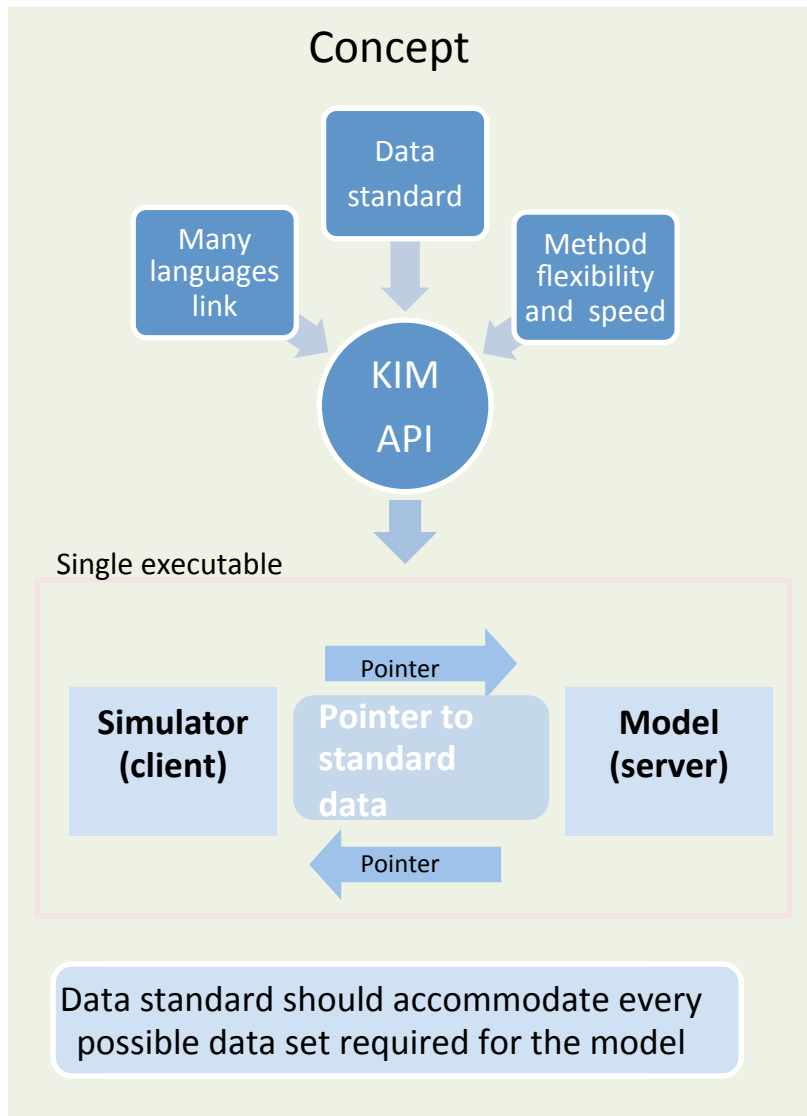 Concept
Data
standard
Many
languages
link
Method
flexibility
and speed
KIM
API
Single executable
Pointer
Simulator
(client)
Pointer to
standard
data
Model
(server)
Pointer
Data standard should accommodate every
possible data set required for the model